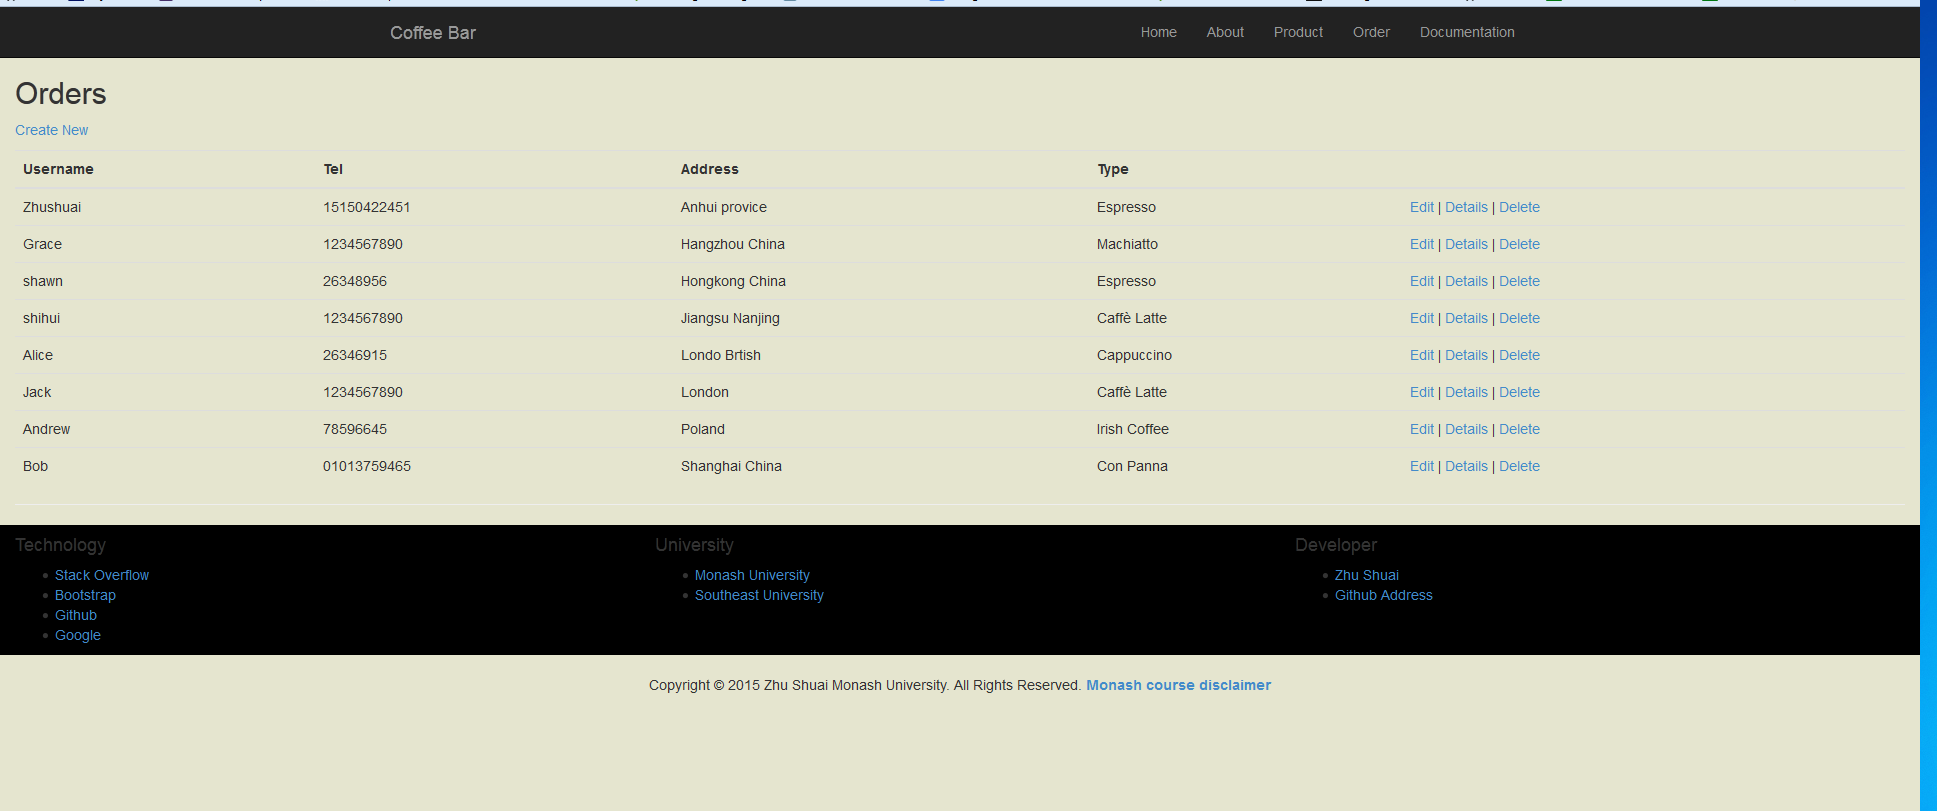 Coffee Bar Home About Product Order Documentation
Orders
Create New
Username Tel Address Type
Zhushuai 15150422451 Anhui provice Espresso Edit | Details | Delete
Grace 1234567890 Hangzhou China Machiatto Edit | Details | Delete
shawn 26348956 Hongkong China Espresso Edit | Details | Delete
shihui 1234567890 Jiangsu Nanjing Caffè Latte Edit | Details | Delete
Alice 26346915 Londo Brtish Cappuccino Edit | Details | Delete
Jack 1234567890 London Caffè Latte Edit | Details | Delete
Andrew 78596645 Poland Irish Coffee Edit | Details | Delete
Bob 01013759465 Shanghai China Con Panna Edit | Details | Delete
Technology University Developer
Stack Overflow Monash University Zhu Shuai
Bootstrap Southeast University Github Address
Github
Google
Copyright © 2015 Zhu Shuai Monash University. All Rights Reserved. Monash course disclaimer